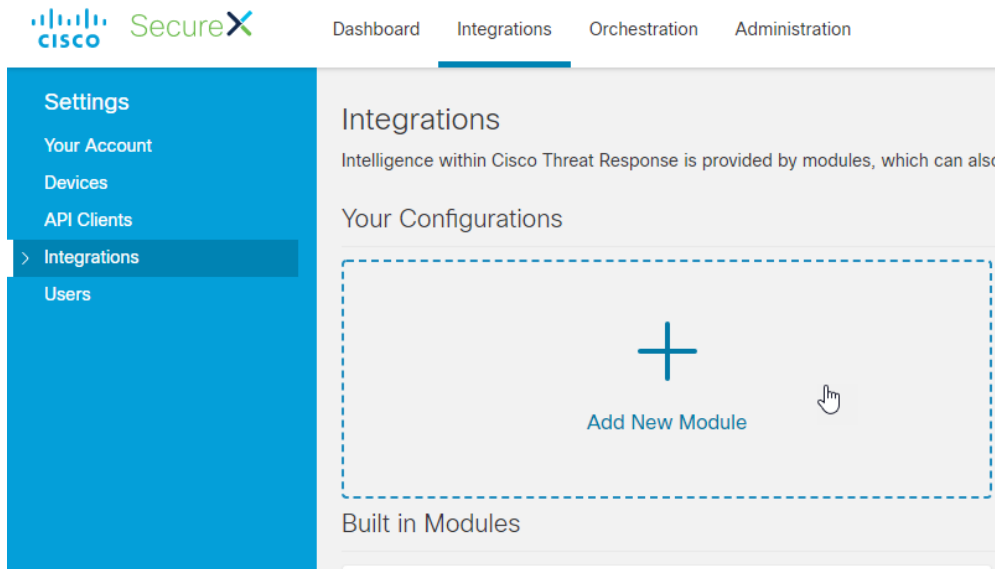 CISCO SecureX
Dashboard Integrations Orchestration Administration
Settings
Your Account
Devices
API Clients
Integrations
Users
Integrations
Intelligence within Cisco Threat Response is provided by modules, which can also
Your Configurations
Add New Module
Built in Modules